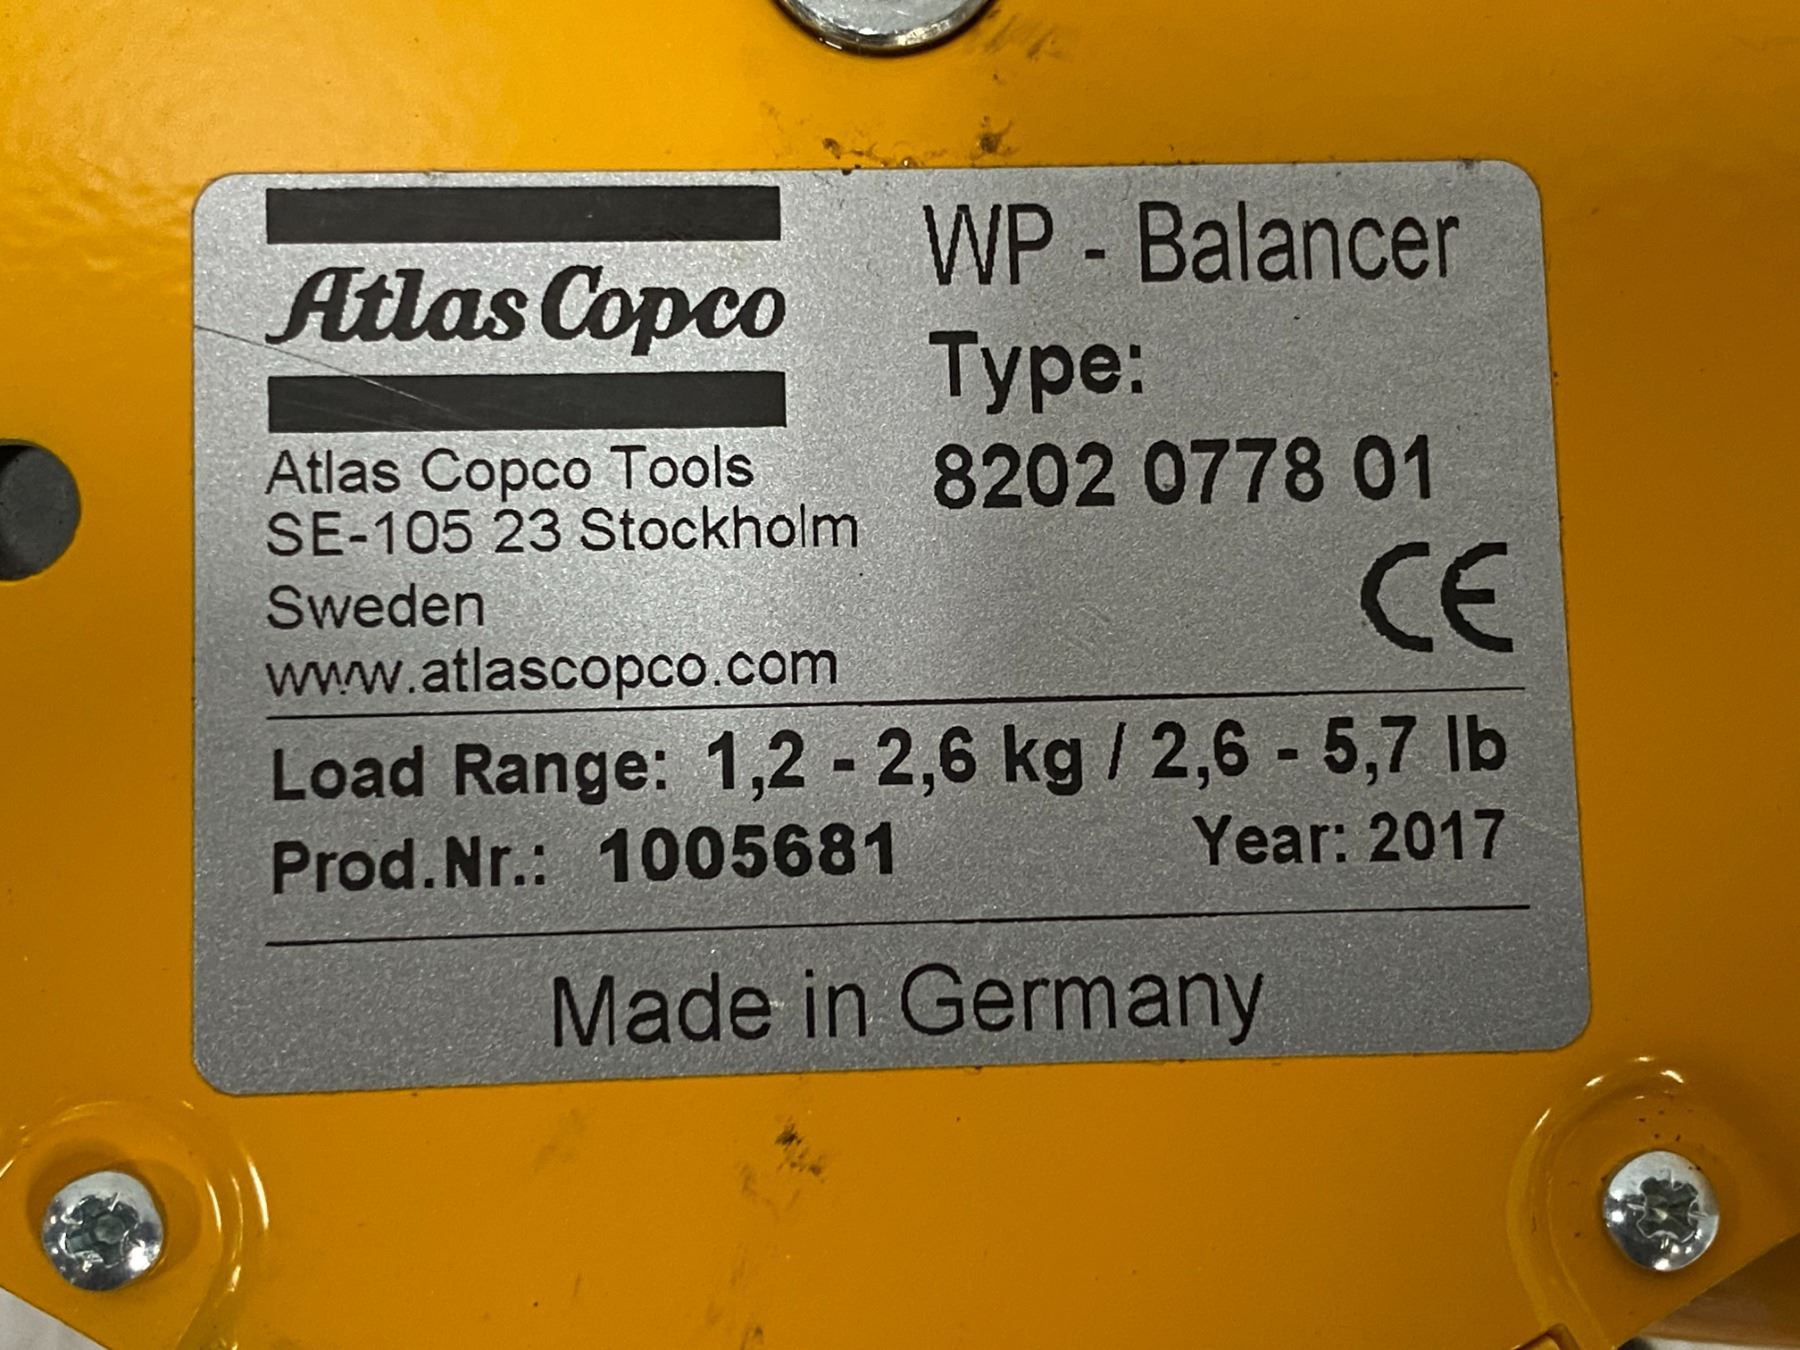 Atlas Copco
Atlas Copco Tools
SE-105 23 Stockholm
Sweden
www.atlascopco.com
WP - Balancer
Type:
8202 0778 01
CE
Load Range: 1,2 - 2,6 kg / 2,6 - 5,7 lb
Prod.Nr.: 1005681 Year: 2017
Made in Germany